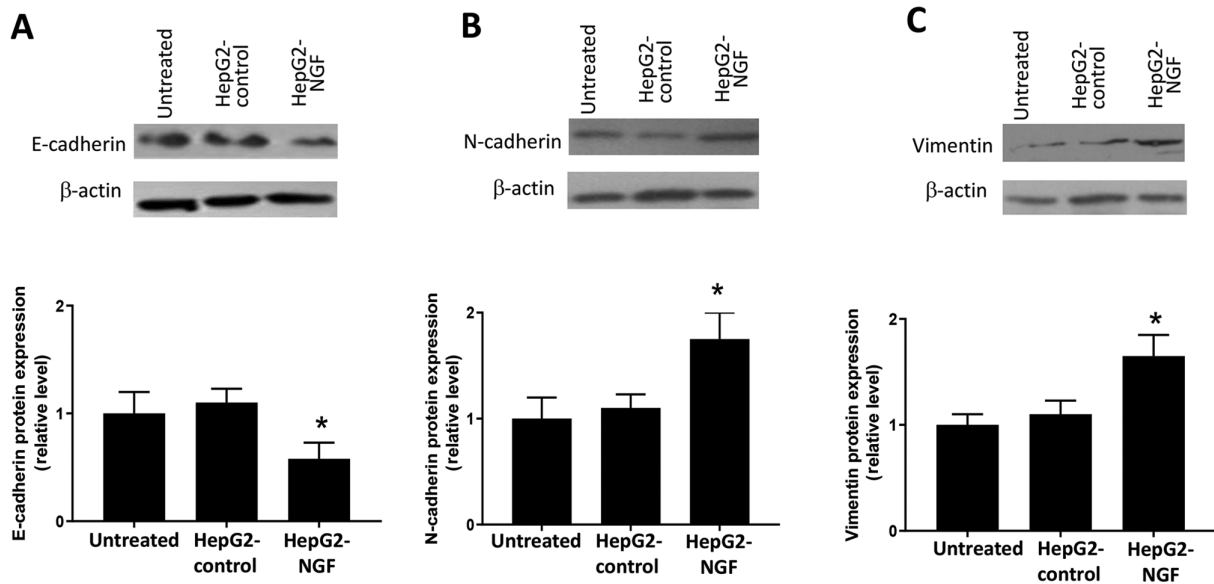 A
Untreated
HepG2-
control
HepG2-
NGF
E-cadherin
β-actin
E-cadherin protein expression
(relative level)
2
1
0
*
Untreated
HepG2-
control
HepG2-
NGF
B
Untreated
HepG2-
control
HepG2-
NGF
N-cadherin
β-actin
N-cadherin protein expression
(relative level)
2
1
0
*
Untreated
HepG2-
control
HepG2-
NGF
C
Untreated
HepG2-
control
HepG2-
NGF
Vimentin
β-actin
Vimentin protein expression
(relative level)
2
1
0
*
Untreated
HepG2-
control
HepG2-
NGF